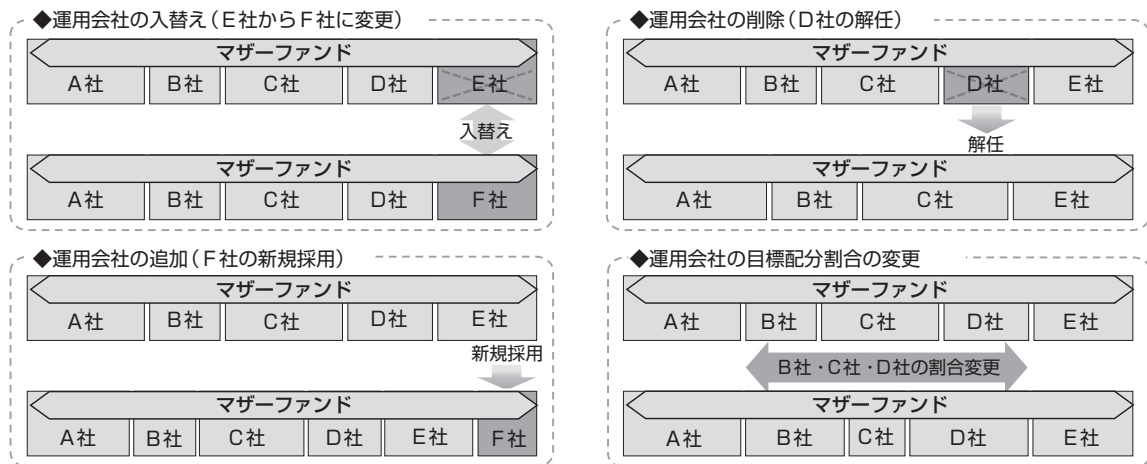 ◆運用会社の入替え(E社からF社に変更)
マザーファンド
A社 B社 C社 D社 E社
入替え
マザーファンド
A社 B社 C社 D社 F社
◆運用会社の削除(D社の解任)
マザーファンド
A社 B社 C社 D社 E社
解任
マザーファンド
A社 B社 C社 E社
◆運用会社の追加(F社の新規採用)
マザーファンド
A社 B社 C社 D社 E社
新規採用
マザーファンド
A社 B社 C社 D社 E社 F社
◆運用会社の目標配分割合の変更
マザーファンド
A社 B社 C社 D社 E社
B社・C社・D社の割合変更
マザーファンド
A社 B社 C社 D社 E社